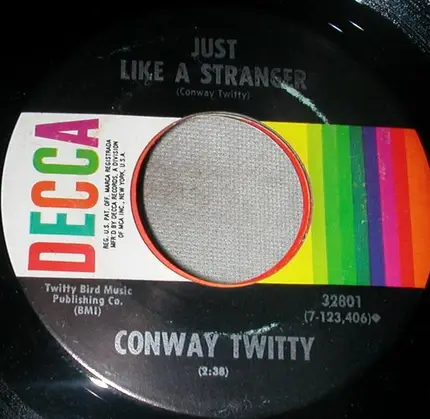 JUST
LIKE A STRANGER
(Conway Twitty)
DECCA
REG. U.S. PAT. OFF. MARCA REGISTRADA
MFR'D BY DECCA RECORDS, A DIVISION
OF MCA INC., NEW YORK, U.S.A.
Twitty Bird Music
Publishing Co.
(BMI)
32801
(7-123,406)◆
CONWAY TWITTY
(2:38)